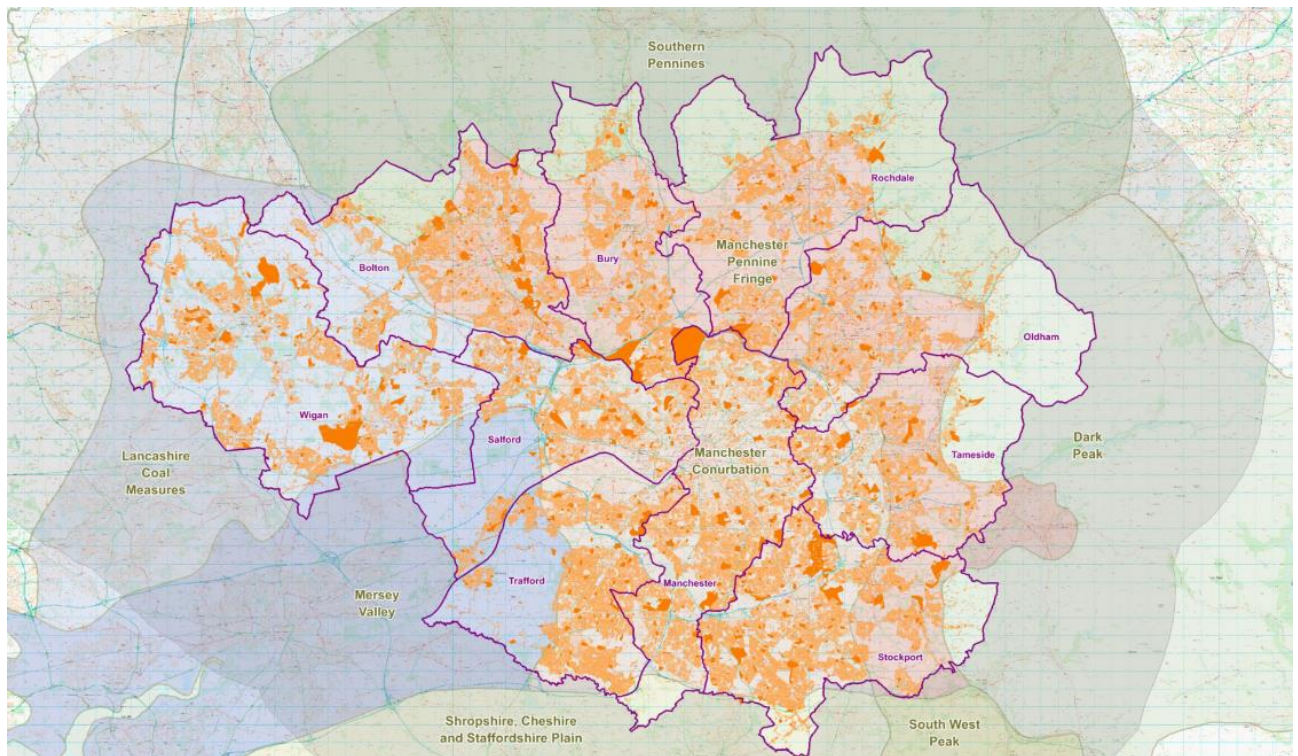 Southern
Pennines
Rochdale
Manchester
Pennine
Fringe
Bury
Bolton
Oldham
Wigan
Salford
Manchester
Conurbation
Tameside
Dark
Peak
Lancashire
Coal
Measures
Trafford
Manchester
Mersey
Valley
Stockport
Shropshire, Cheshire
and Staffordshire Plain
South West
Peak